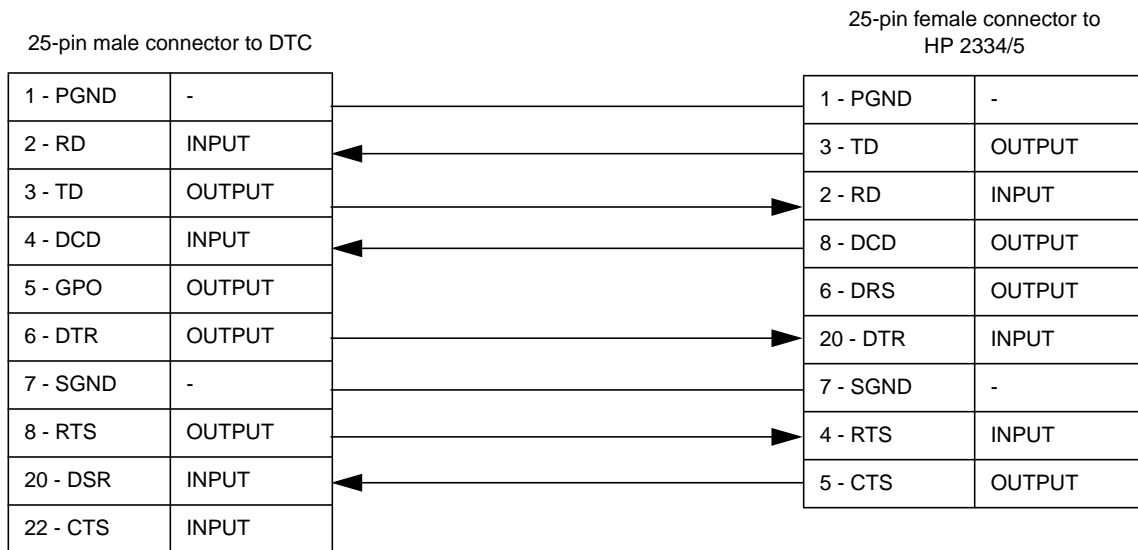 25-pin male connector to DTC
1 - PGND -
2 - RD INPUT
3 - TD OUTPUT
4 - DCD INPUT
5 - GPO OUTPUT
6 - DTR OUTPUT
7 - SGND -
8 - RTS OUTPUT
20 - DSR INPUT
22 - CTS INPUT
25-pin female connector to
HP 2334/5
1 - PGND -
3 - TD OUTPUT
2 - RD INPUT
8 - DCD OUTPUT
6 - DRS OUTPUT
20 - DTR INPUT
7 - SGND -
4 - RTS INPUT
5 - CTS OUTPUT